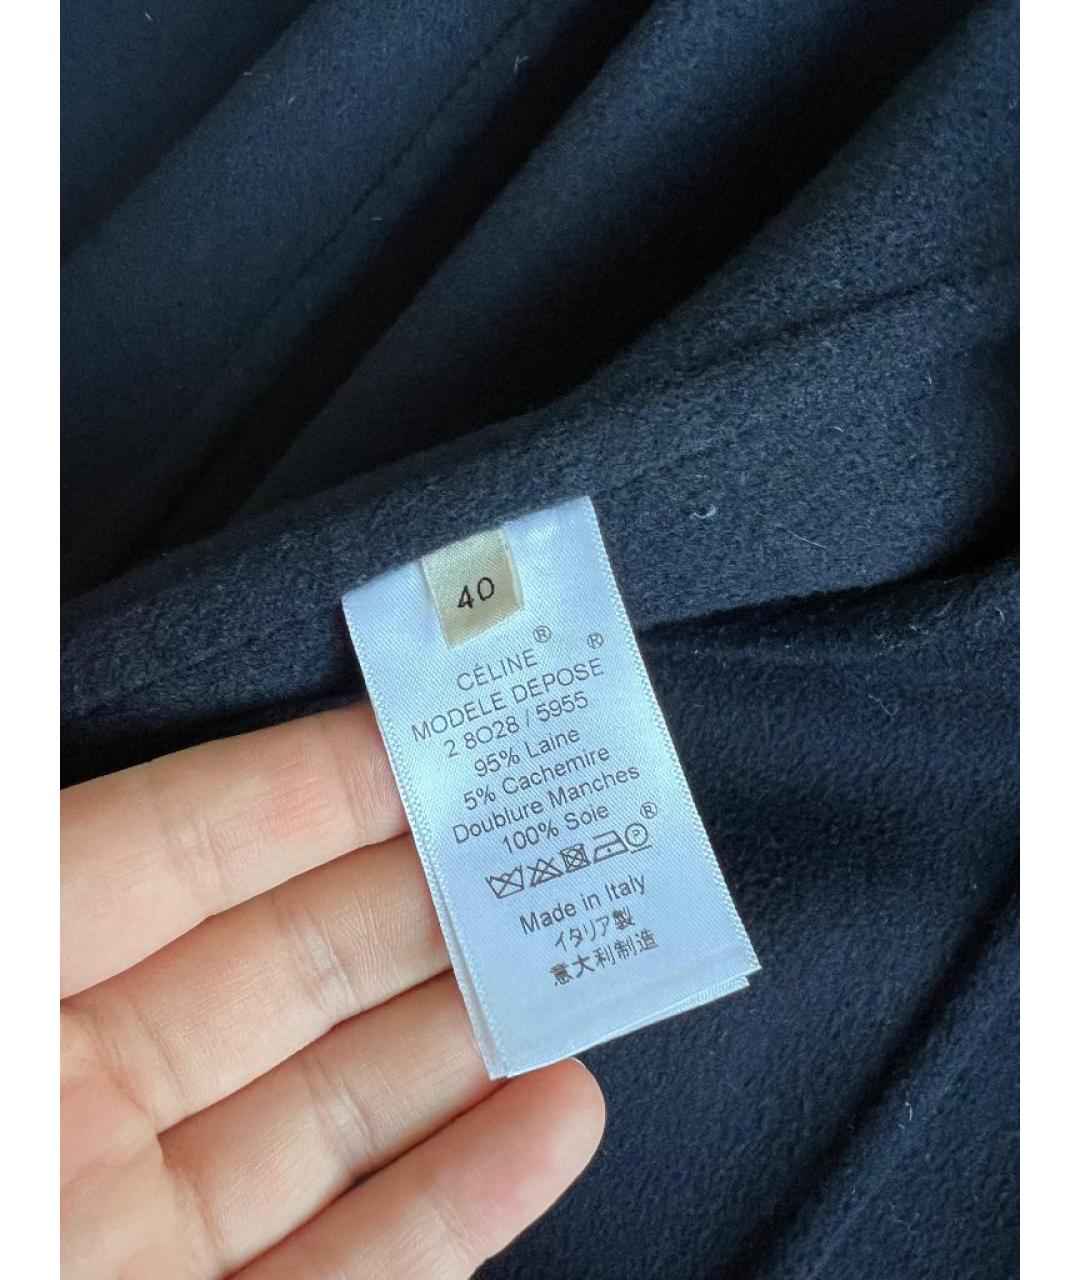 40
CÉLINE®
MODELE DEPOSE®
2 8O28 / 5955
95% Laine
5% Cachemire
Doublure Manches
100% Soie
P
Made in Italy
イタリア製
意大利制造